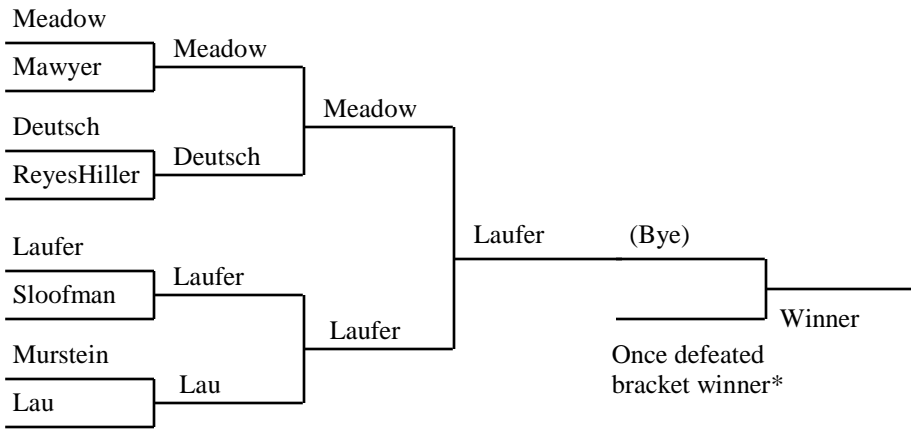 Meadow
Mawyer
Meadow
Deutsch
ReyesHiller
Deutsch
Meadow
Laufer
Sloofman
Laufer
Murstein
Lau
Lau
Laufer
Laufer
(Bye)
Once defeated
bracket winner*
Winner